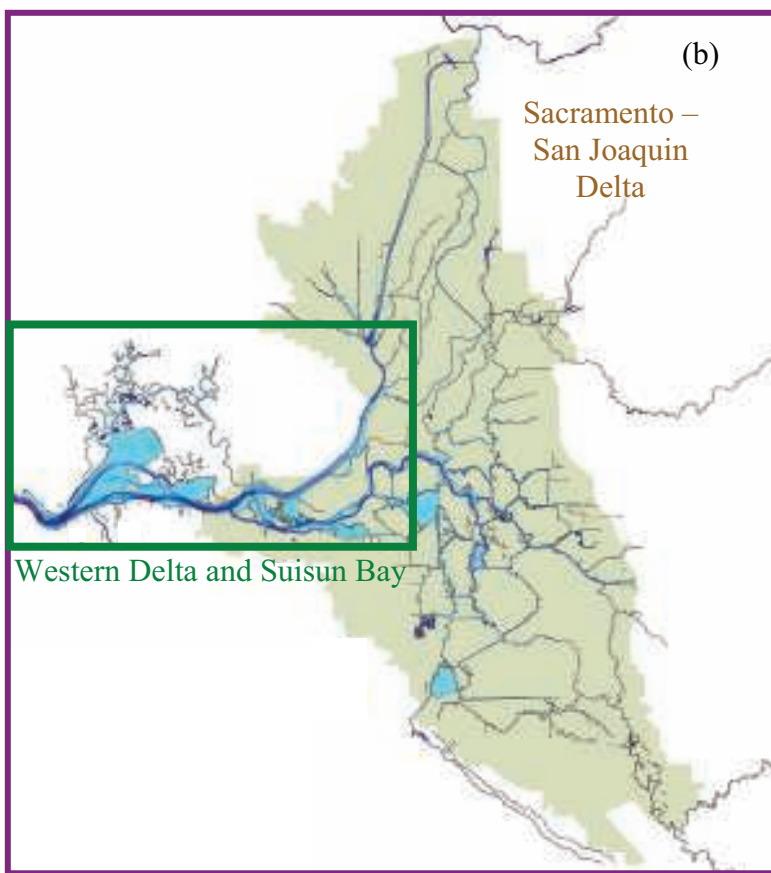 (b)
Sacramento –
San Joaquin
Delta
Western Delta and Suisun Bay